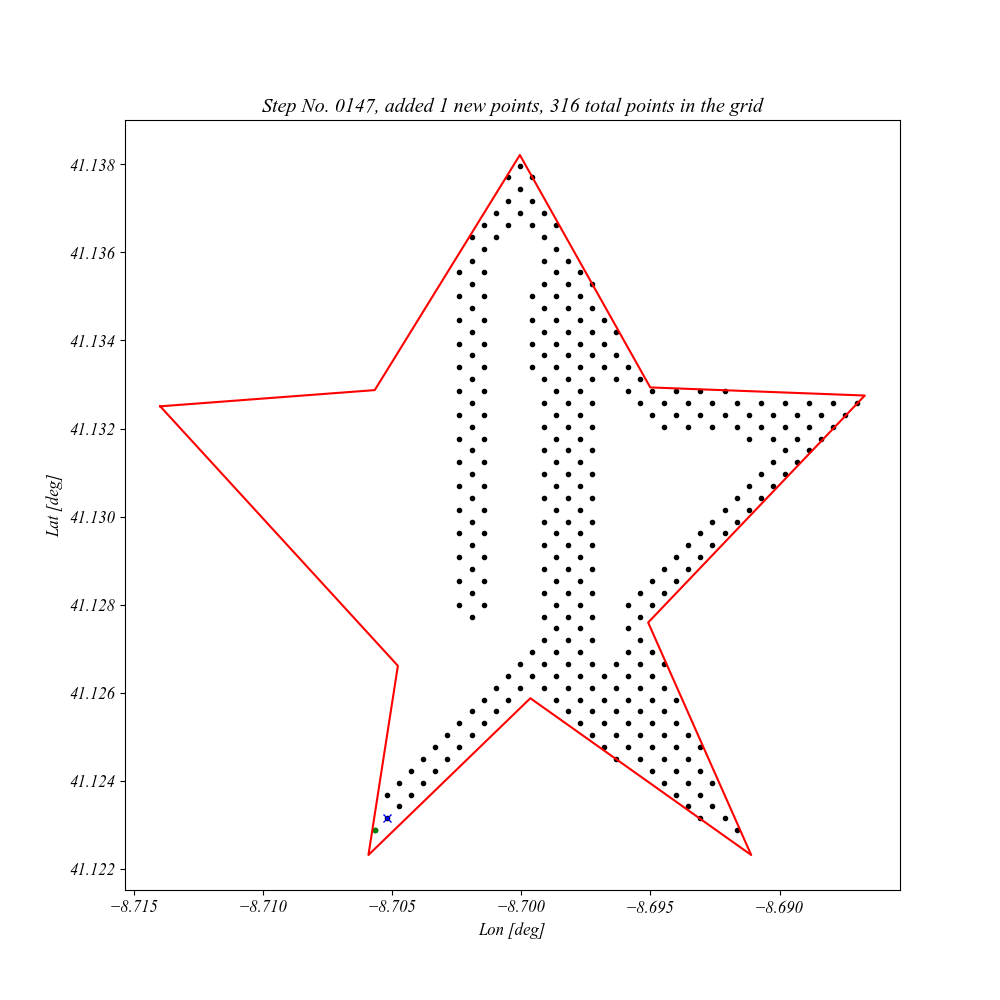 Step No. 0147, added 1 new points, 316 total points in the grid
41.138
41.136
41.134
41.132
41.130
41.128
41.126
41.124
41.122
Lat [deg]
−8.715 −8.710 −8.705 −8.700 −8.695 −8.690
Lon [deg]